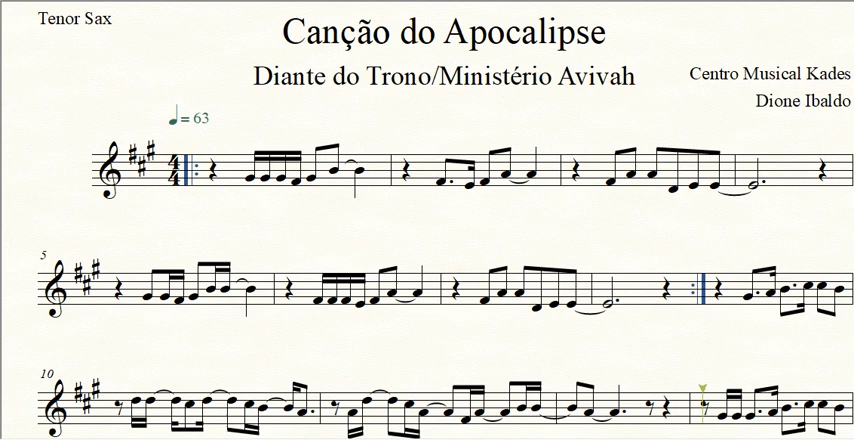 Tenor Sax
Canção do Apocalipse
Diante do Trono/Ministério Avivah
Centro Musical Kades
Dione Ibaldo
= 63
4
4
5
10